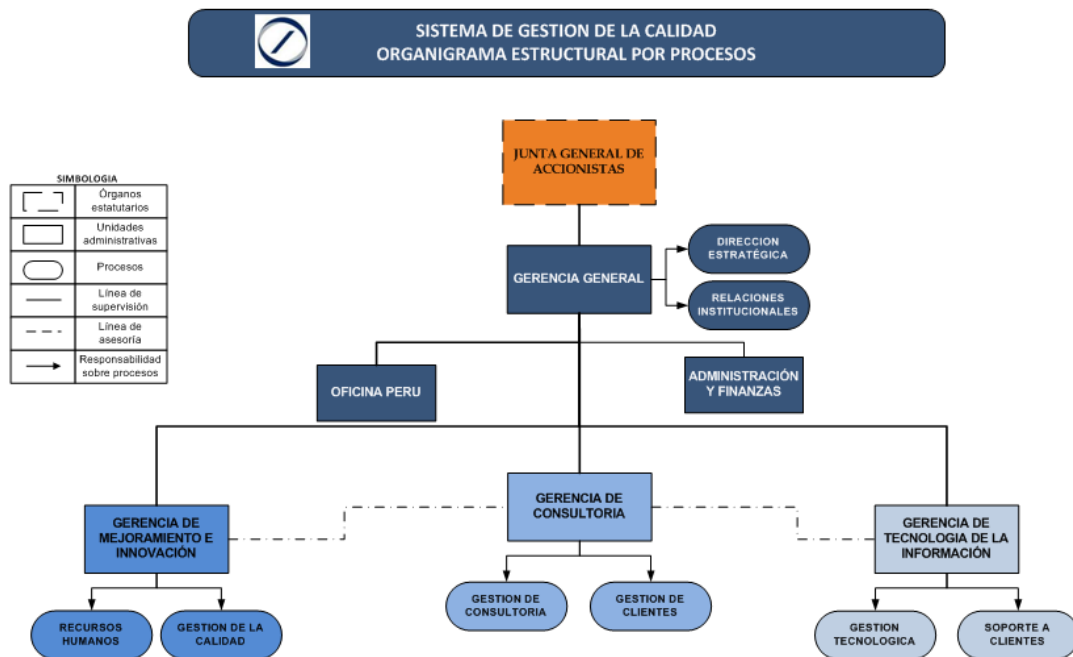 SISTEMA DE GESTION DE LA CALIDAD
ORGANIGRAMA ESTRUCTURAL POR PROCESOS
JUNTA GENERAL DE
ACCIONISTAS
SIMBOLOGIA
Órganos
estatutarios
Unidades
administrativas
Procesos
Línea de
supervisión
Línea de
asesoría
Responsabilidad
sobre procesos
GERENCIA GENERAL
DIRECCION
ESTRATÉGICA
RELACIONES
INSTITUCIONALES
OFICINA PERU
ADMINISTRACIÓN
Y FINANZAS
GERENCIA DE
MEJORAMIENTO E
INNOVACIÓN
GERENCIA DE
CONSULTORIA
GERENCIA DE
TECNOLOGIA DE LA
INFORMACIÓN
RECURSOS
HUMANOS
GESTION DE LA
CALIDAD
GESTION DE
CONSULTORIA
GESTION DE
CLIENTES
GESTION
TECNOLOGICA
SOPORTE A
CLIENTES